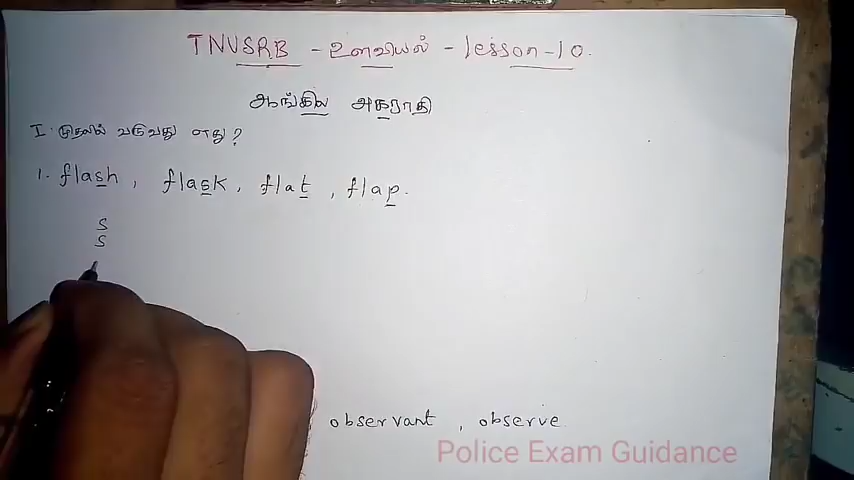 TNUSRB - உளவியல் - lesson - 10.
ஆங்கில அகராதி
I. முதலில் வருவது எது?
1. flash, flask, flat, flap.
S
S
observant, observe
Police Exam Guidance